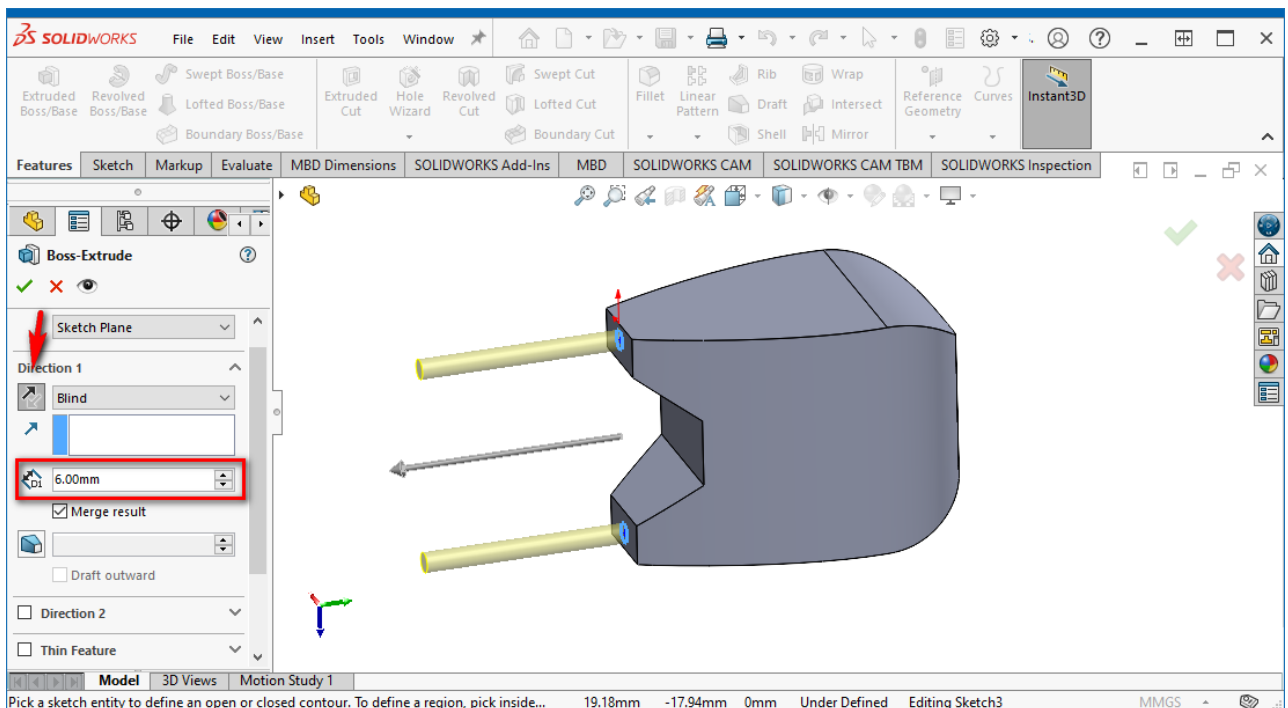 SOLIDWORKS File Edit View Insert Tools Window
Extruded Boss/Base
Revolved Boss/Base
Swept Boss/Base
Lofted Boss/Base
Boundary Boss/Base
Extruded Cut
Hole Wizard
Revolved Cut
Swept Cut
Lofted Cut
Boundary Cut
Fillet
Linear Pattern
Rib
Draft
Shell
Wrap
Intersect
Mirror
Reference Geometry
Curves
Instant3D
Features Sketch Markup Evaluate MBD Dimensions SOLIDWORKS Add-Ins MBD SOLIDWORKS CAM SOLIDWORKS CAM TBM SOLIDWORKS Inspection
Boss-Extrude
Sketch Plane
Direction 1
Blind
D1 6.00mm
Merge result
Draft outward
Direction 2
Thin Feature
Model 3D Views Motion Study 1
Pick a sketch entity to define an open or closed contour. To define a region, pick inside... 19.18mm -17.94mm 0mm Under Defined Editing Sketch3 MMGS